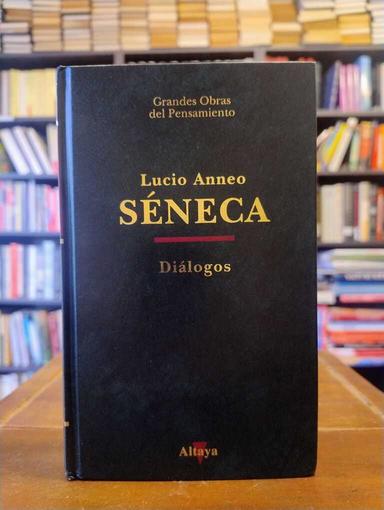 Grandes Obras
del Pensamiento
Lucio Anneo
SÉNECA
Diálogos
Altaya